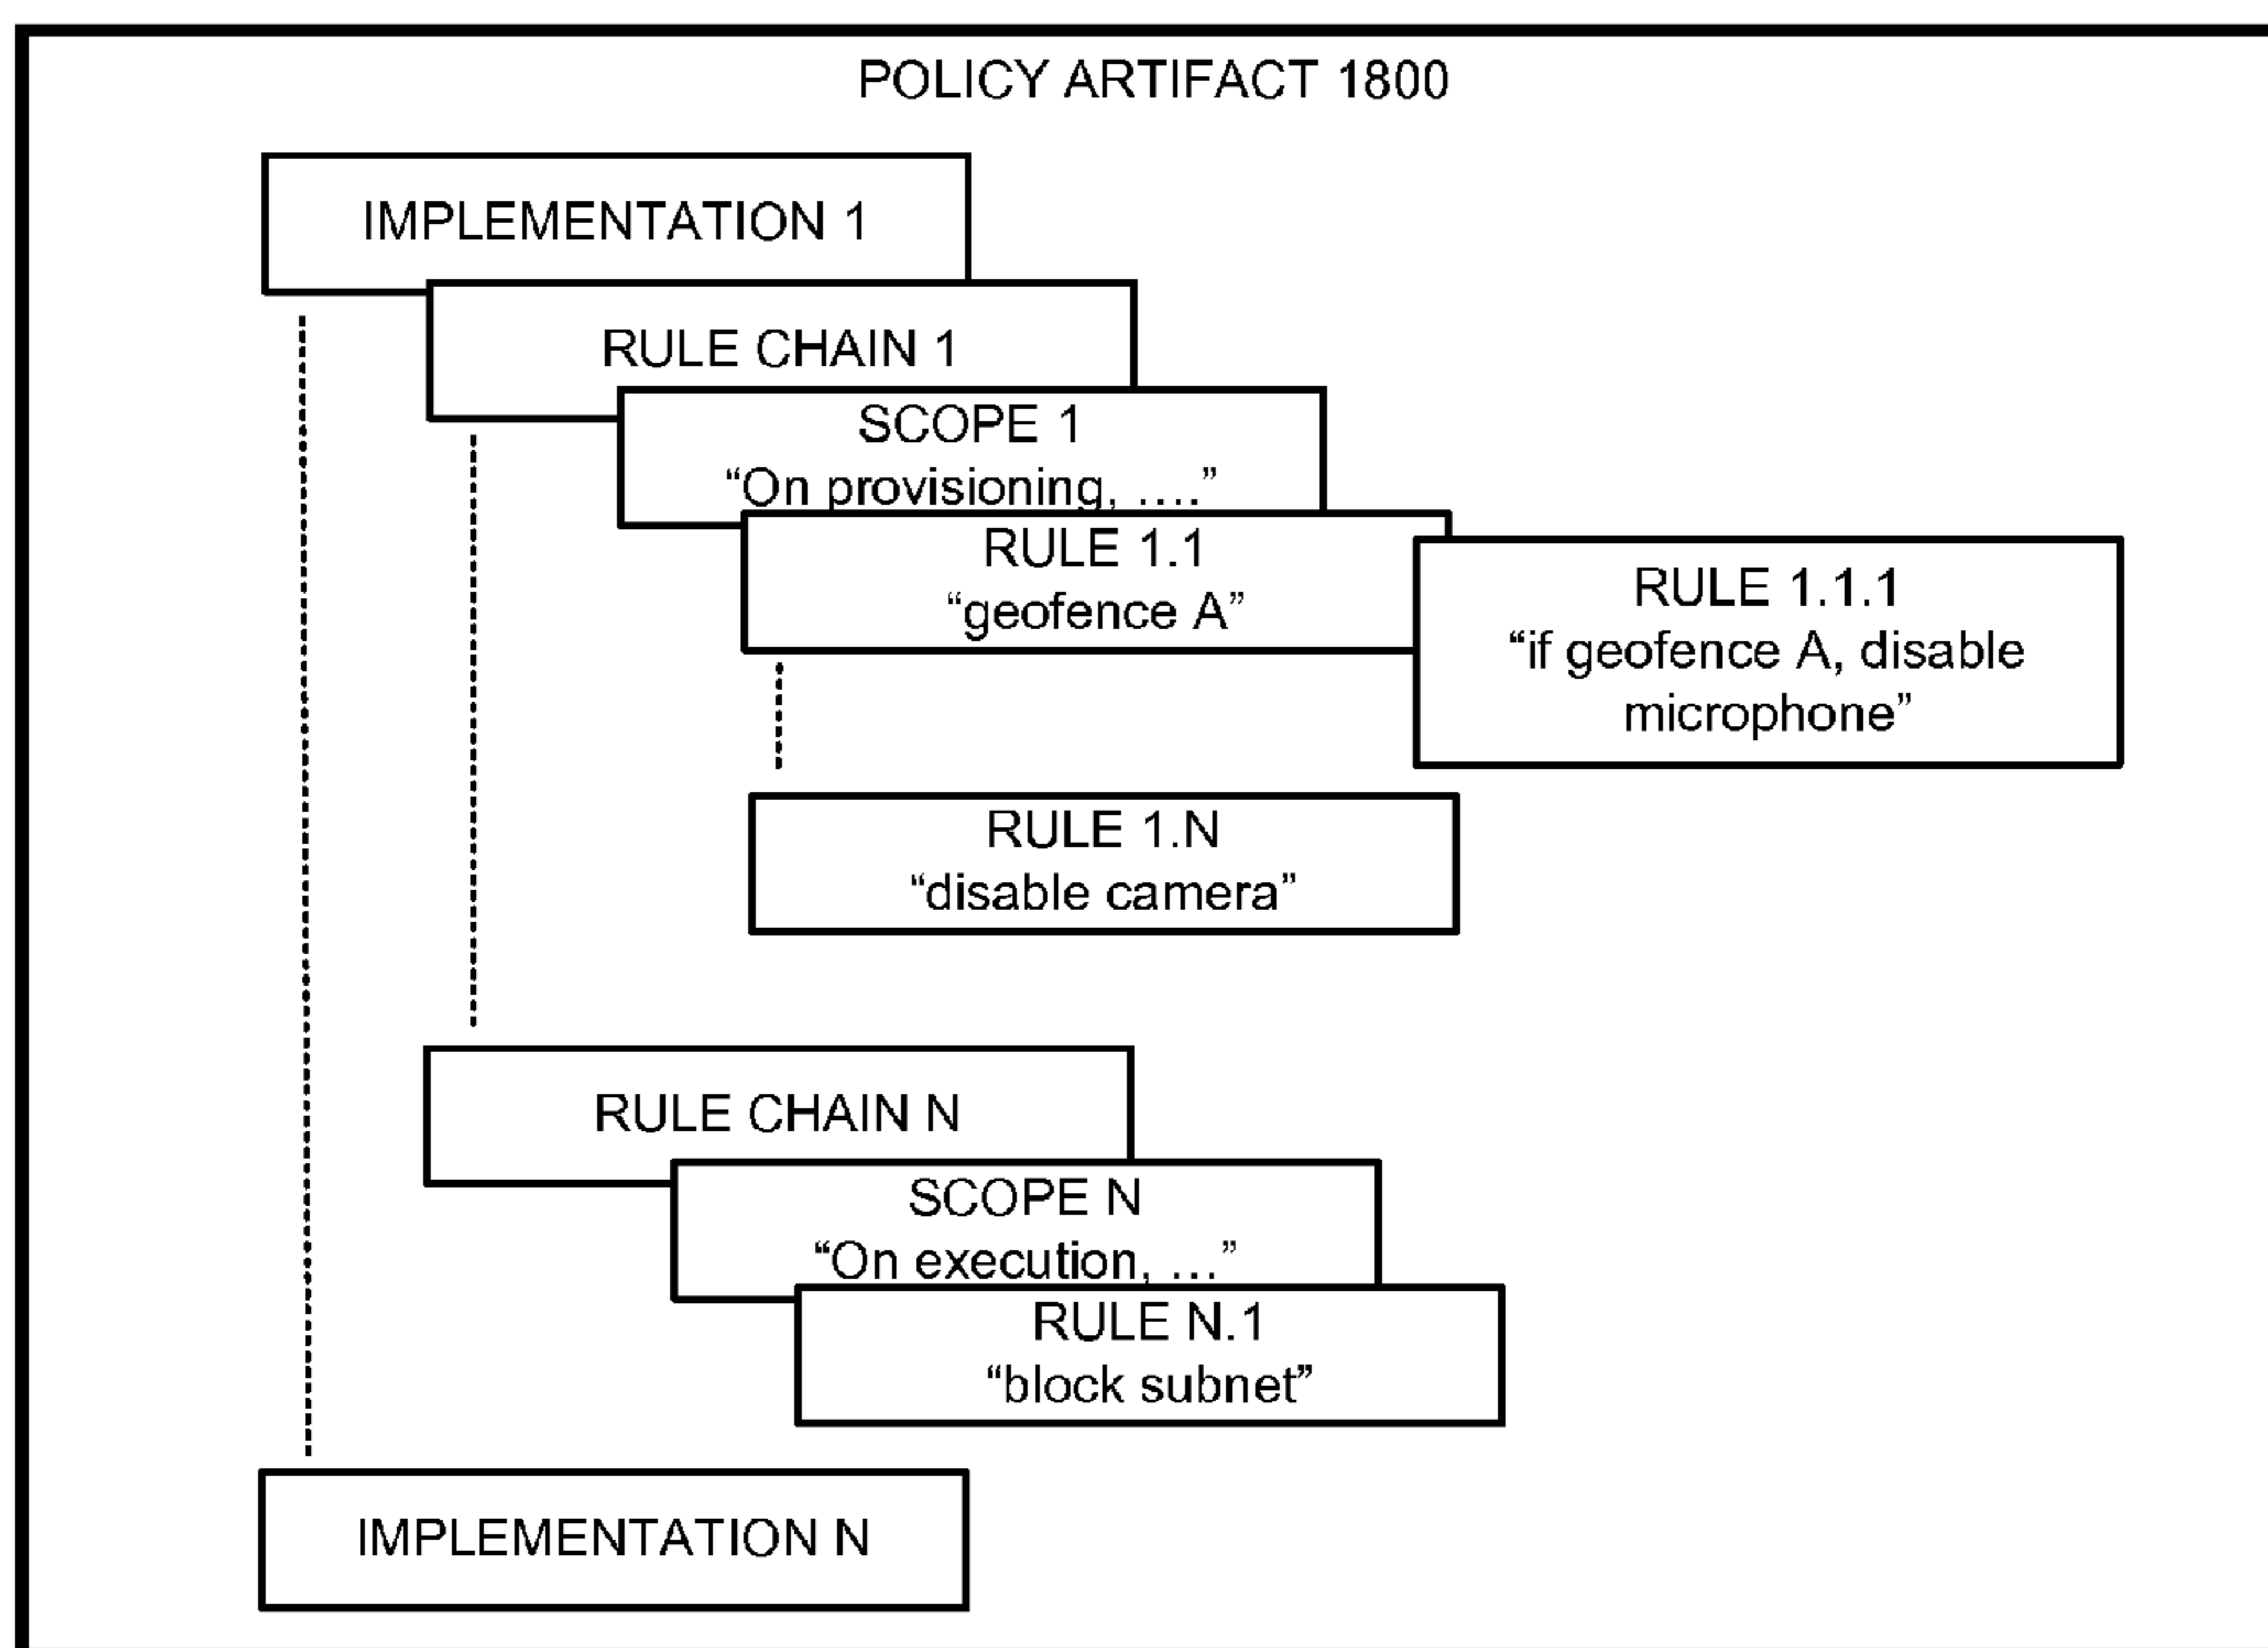 POLICY ARTIFACT 1800
IMPLEMENTATION 1
RULE CHAIN 1
SCOPE 1
“On provisioning, ....”
RULE 1.1
“geofence A”
RULE 1.1.1
“if geofence A, disable
microphone”
RULE 1.N
“disable camera”
RULE CHAIN N
SCOPE N
“On execution, ...”
RULE N.1
“block subnet”
IMPLEMENTATION N